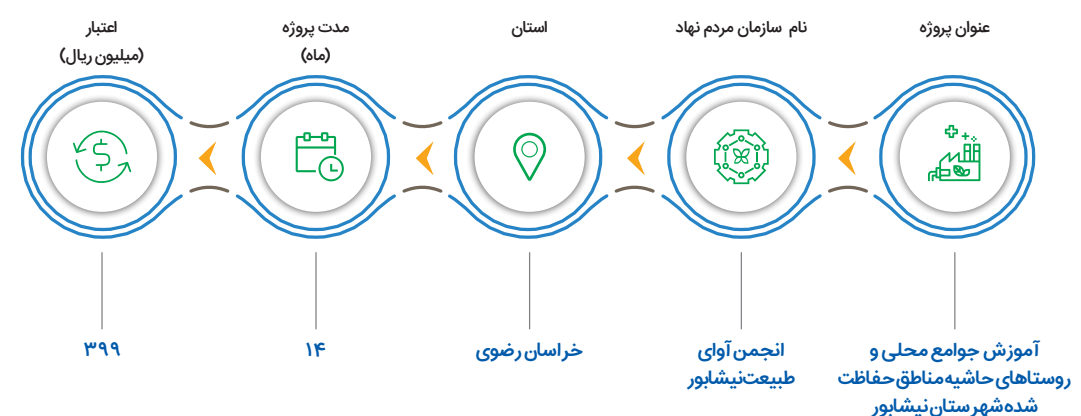 عنوان پروژه
آموزش جوامع محلی و
روستاهای حاشیه مناطق حفاظت
شده شهرستان نیشابور
نام سازمان مردم نهاد
انجمن آوای
طبیعت نیشابور
استان
خراسان رضوی
مدت پروژه
(ماه)
۱۴
اعتبار
(میلیون ریال)
۳۹۹